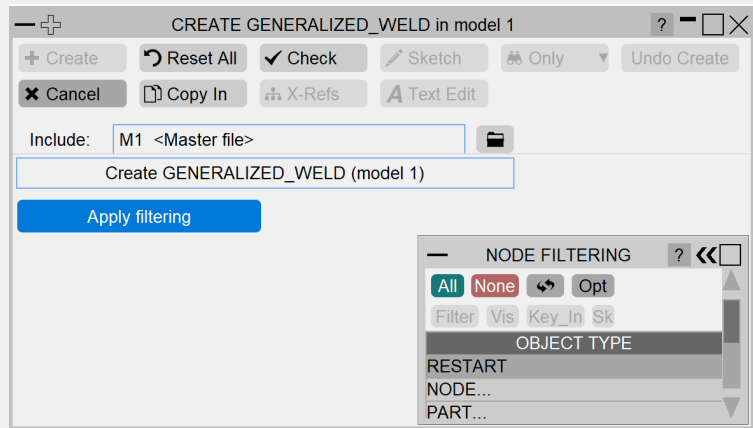 CREATE GENERALIZED_WELD in model 1 ?
Create Reset All Check Sketch Only Undo Create
Cancel Copy In X-Refs Text Edit
Include: M1 <Master file>
Create GENERALIZED_WELD (model 1)
Apply filtering
NODE FILTERING ?
All None Opt
Filter Vis Key_In Sk
OBJECT TYPE
RESTART
NODE...
PART...